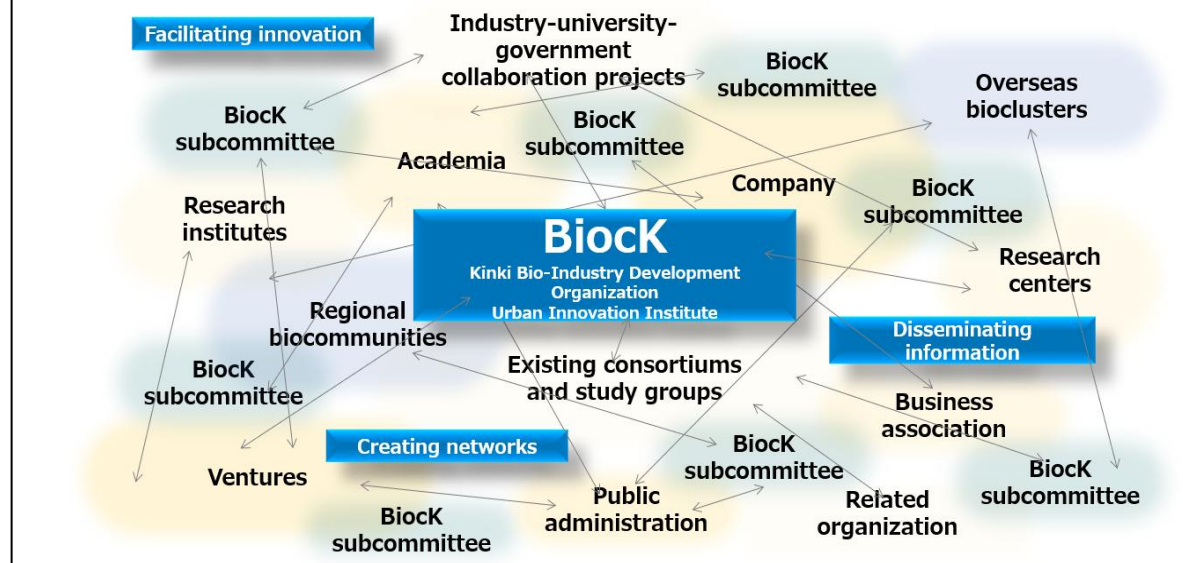 Facilitating innovation
Industry-university-
government
collaboration projects
BiocK
subcommittee
Overseas
bioclusters
BiocK
subcommittee
BiocK
subcommittee
Academia
Company
BiocK
subcommittee
Research
institutes
BiocK
Kinki Bio-Industry Development
Organization
Urban Innovation Institute
Research
centers
Regional
biocommunities
Disseminating
information
Existing consortiums
and study groups
BiocK
subcommittee
Business
association
Creating networks
BiocK
subcommittee
Ventures
BiocK
subcommittee
Public
administration
Related
organization
BiocK
subcommittee